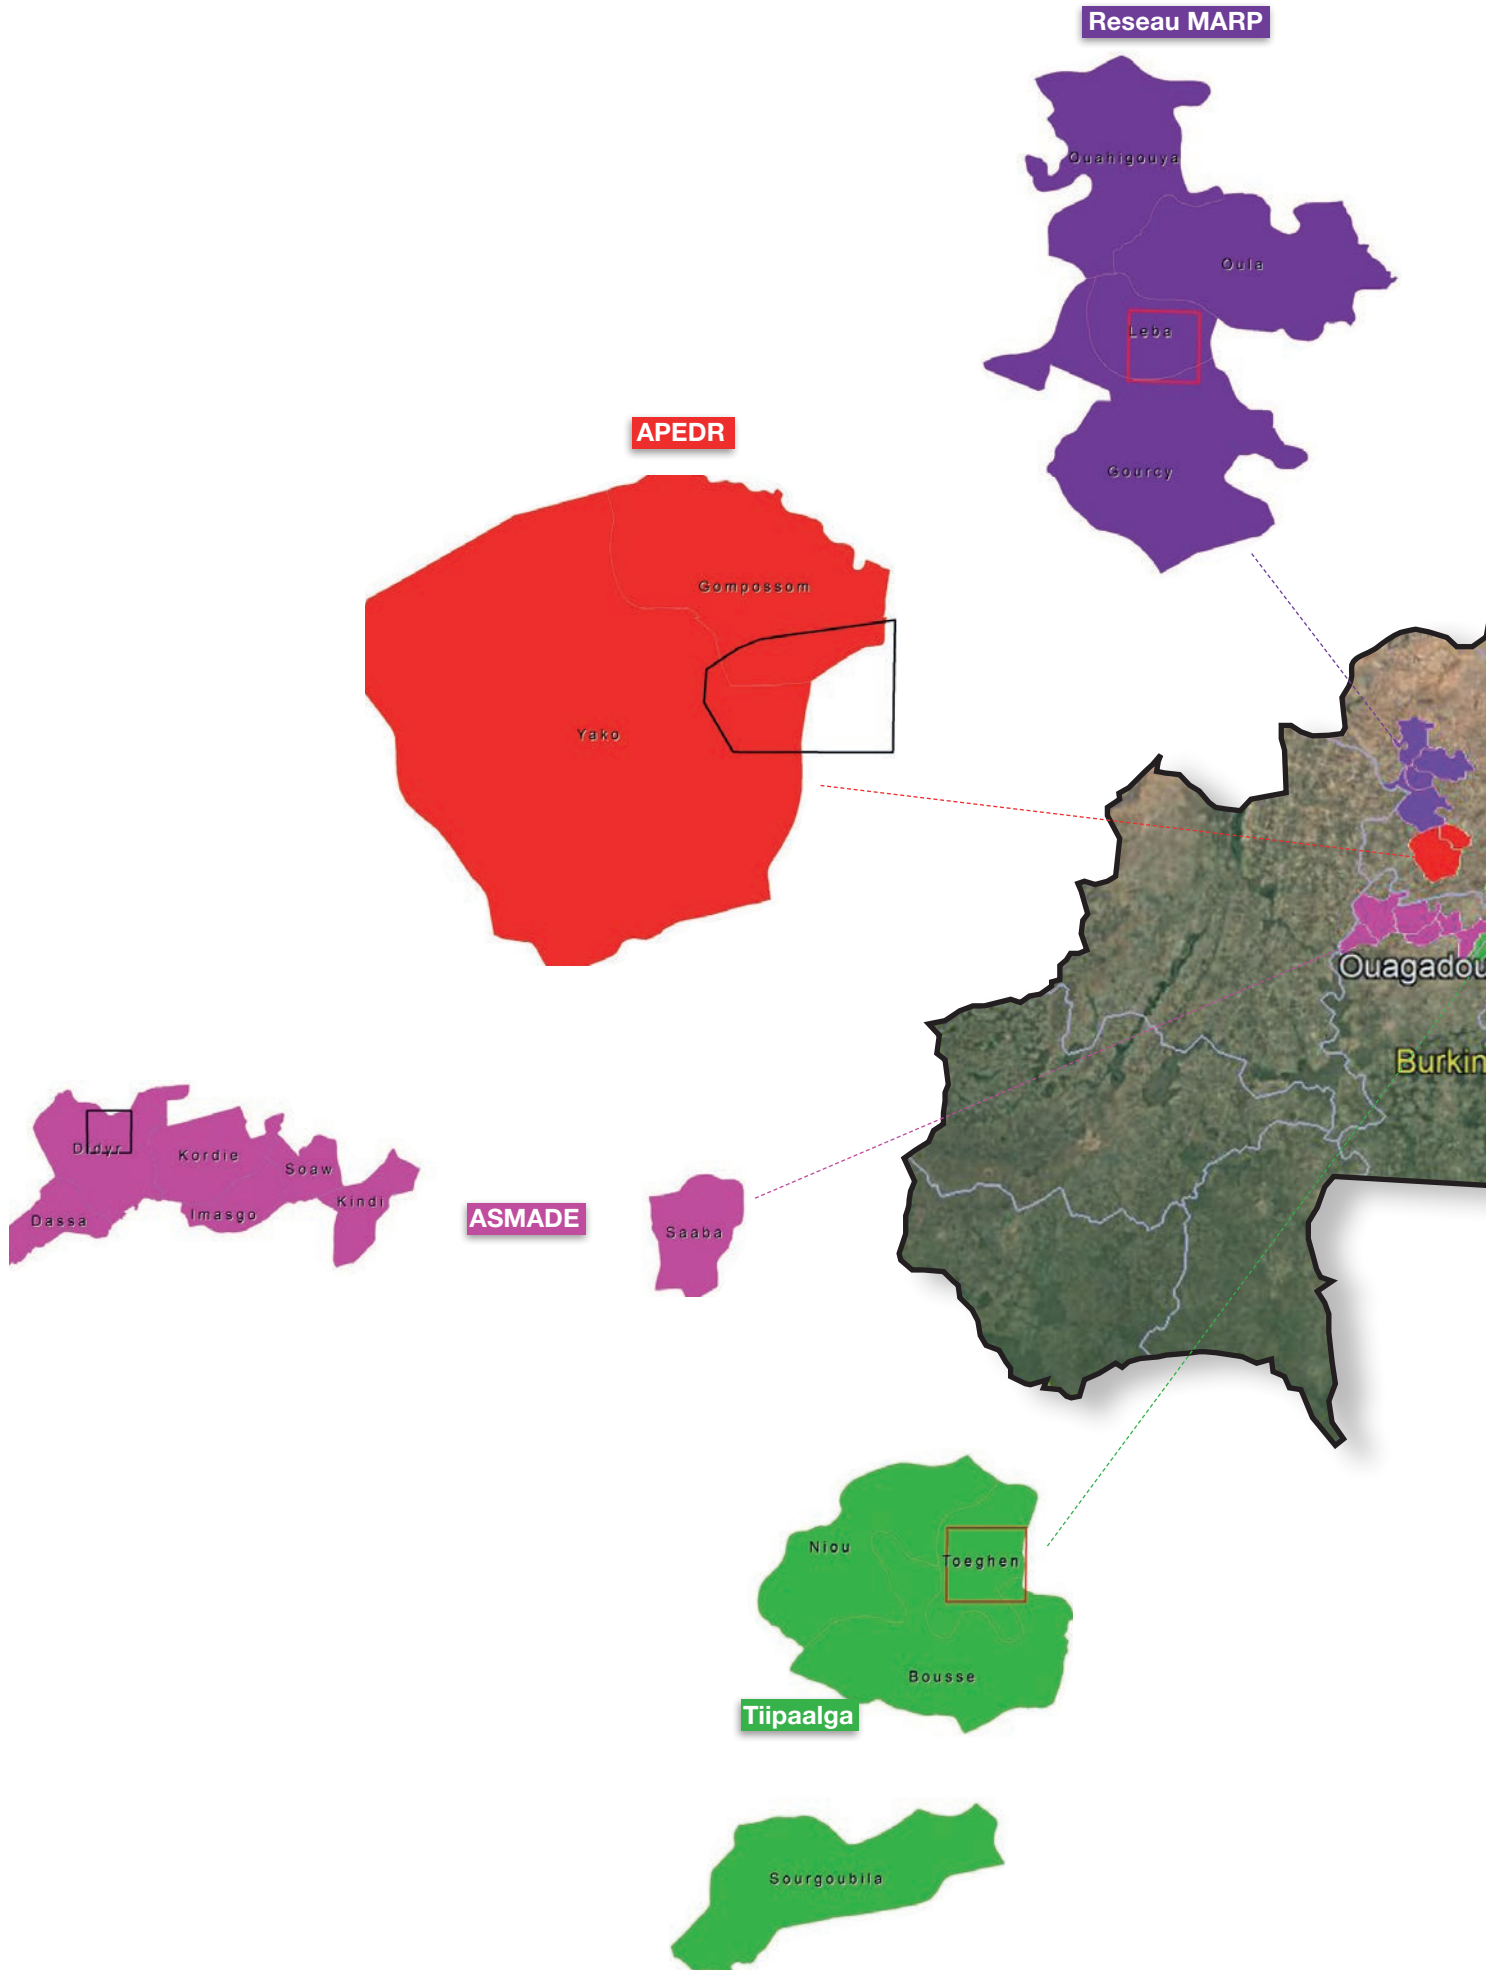 Reseau MARP
Ouahigouya
Oula
Leba
APEDR
Gourcy
Gompossom
Yako
Ouagadou
Burkin
Didyr
Kordie
Soaw
Kindi
Dassa
Imasgo
ASMADE
Saaba
Niou
Toeghen
Bousse
Tiipaalga
Sourgoubila